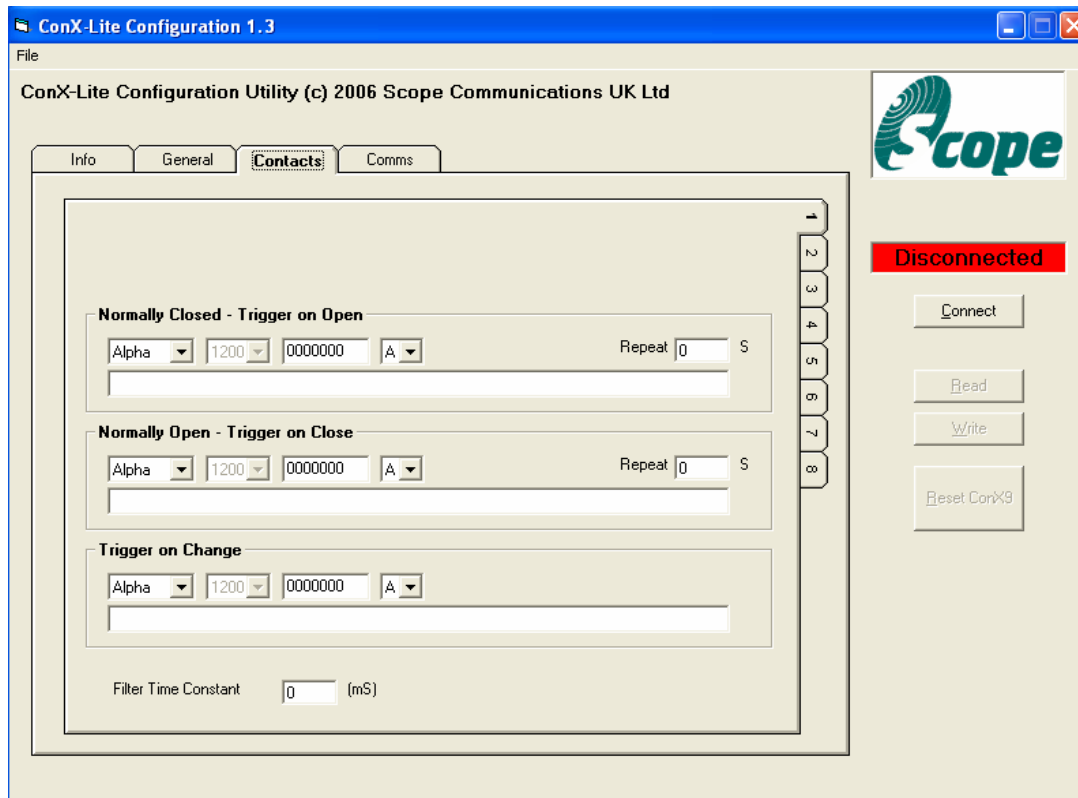 ConX-Lite Configuration 1.3
File
ConX-Lite Configuration Utility (c) 2006 Scope Communications UK Ltd
Scope
Info General Contacts Comms
1
2
3
4
5
6
7
8
Normally Closed - Trigger on Open
Alpha 1200 0000000 A Repeat 0 S
Normally Open - Trigger on Close
Alpha 1200 0000000 A Repeat 0 S
Trigger on Change
Alpha 1200 0000000 A
Filter Time Constant 0 (mS)
Disconnected
Connect
Read
Write
Reset ConX9